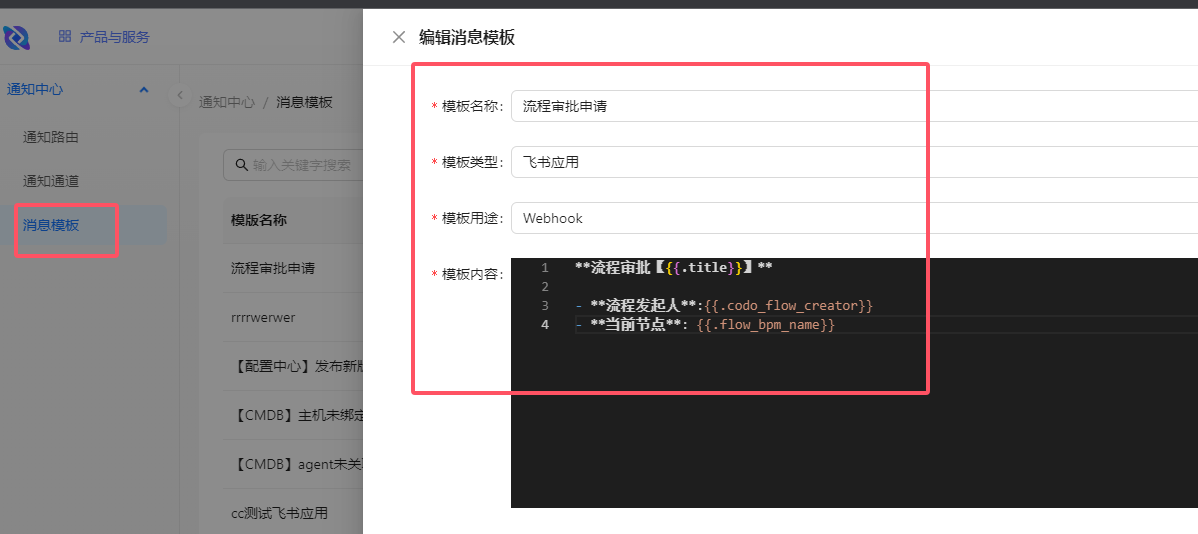 产品与服务
编辑消息模板
通知中心
通知中心 / 消息模板
通知路由
通知通道
消息模板
输入关键字搜索
模版名称
流程审批申请
rrrrwerwer
【配置中心】发布新版
【CMDB】主机未绑定
【CMDB】agent未关
cc测试飞书应用
* 模板名称: 流程审批申请
* 模板类型: 飞书应用
* 模板用途: Webhook
* 模板内容:
1 **流程审批【{{.title}}】**
2
3 - **流程发起人**:{{.codo_flow_creator}}
4 - **当前节点**: {{.flow_bpm_name}}